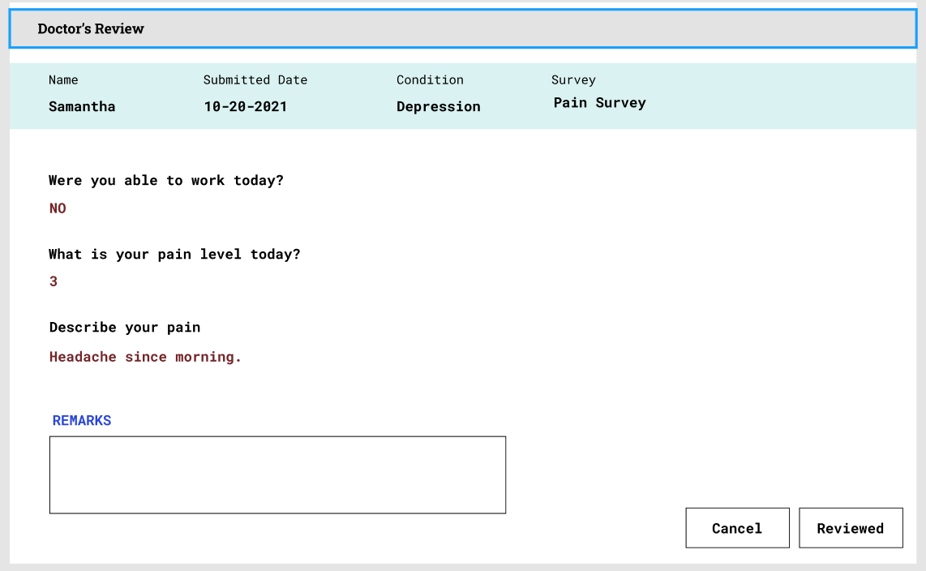 Doctor's Review
Name Submitted Date Condition Survey
Samantha 10-20-2021 Depression Pain Survey
Were you able to work today?
NO
What is your pain level today?
3
Describe your pain
Headache since morning.
REMARKS
Cancel Reviewed